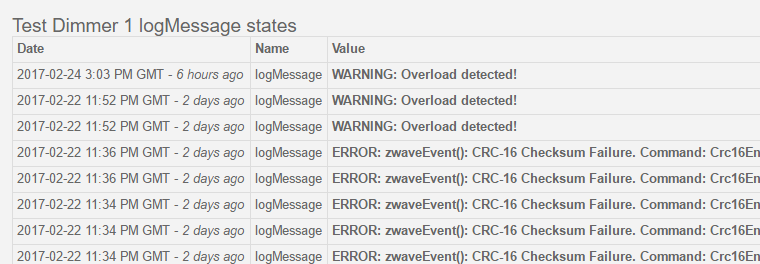 Test Dimmer 1 logMessage states
Date Name Value
2017-02-24 3:03 PM GMT - 6 hours ago logMessage WARNING: Overload detected!
2017-02-22 11:52 PM GMT - 2 days ago logMessage WARNING: Overload detected!
2017-02-22 11:52 PM GMT - 2 days ago logMessage WARNING: Overload detected!
2017-02-22 11:36 PM GMT - 2 days ago logMessage ERROR: zwaveEvent(): CRC-16 Checksum Failure. Command: Crc16En
2017-02-22 11:36 PM GMT - 2 days ago logMessage ERROR: zwaveEvent(): CRC-16 Checksum Failure. Command: Crc16En
2017-02-22 11:34 PM GMT - 2 days ago logMessage ERROR: zwaveEvent(): CRC-16 Checksum Failure. Command: Crc16En
2017-02-22 11:34 PM GMT - 2 days ago logMessage ERROR: zwaveEvent(): CRC-16 Checksum Failure. Command: Crc16En
2017-02-22 11:34 PM GMT - 2 days ago logMessage ERROR: zwaveEvent(): CRC-16 Checksum Failure. Command: Crc16En